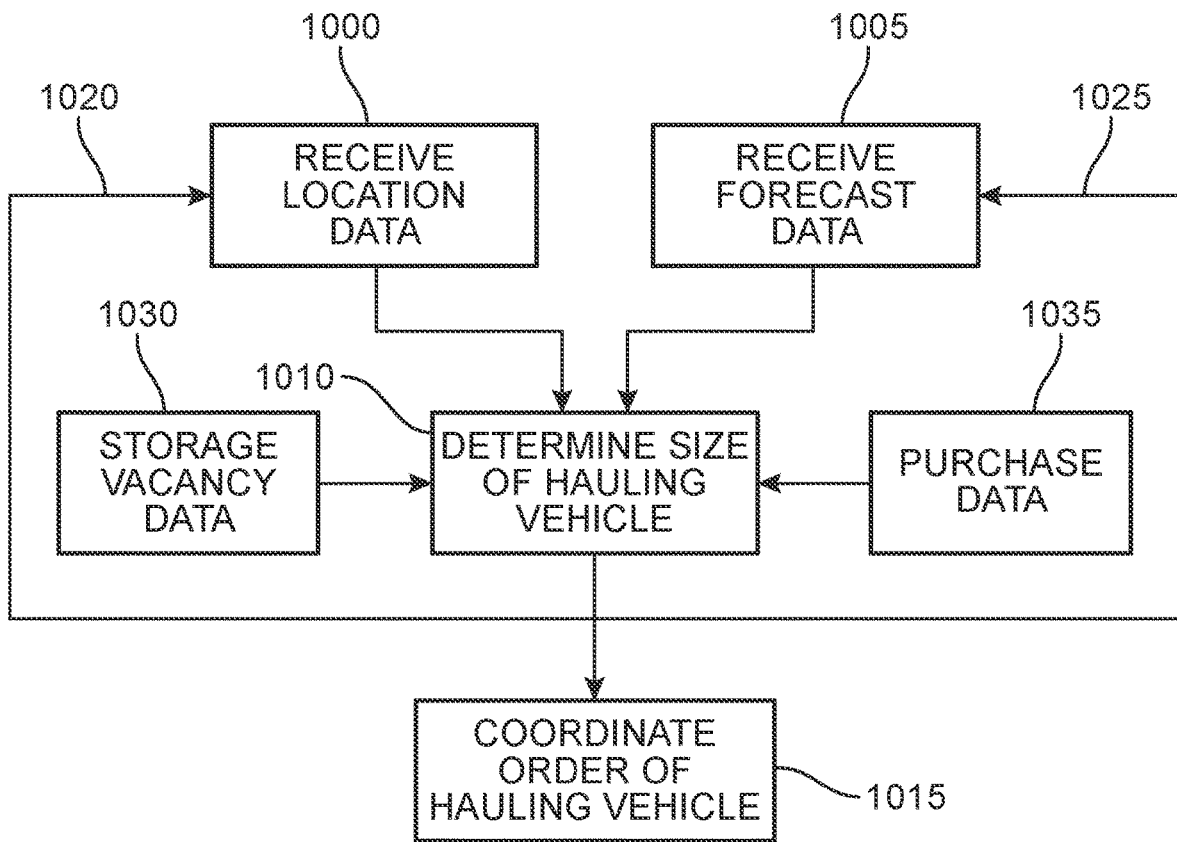 1000
1005
1020
1025
RECEIVE
LOCATION
DATA
RECEIVE
FORECAST
DATA
1030
1035
1010
STORAGE
VACANCY
DATA
DETERMINE SIZE
OF HAULING
VEHICLE
PURCHASE
DATA
COORDINATE
ORDER OF
HAULING VEHICLE
1015